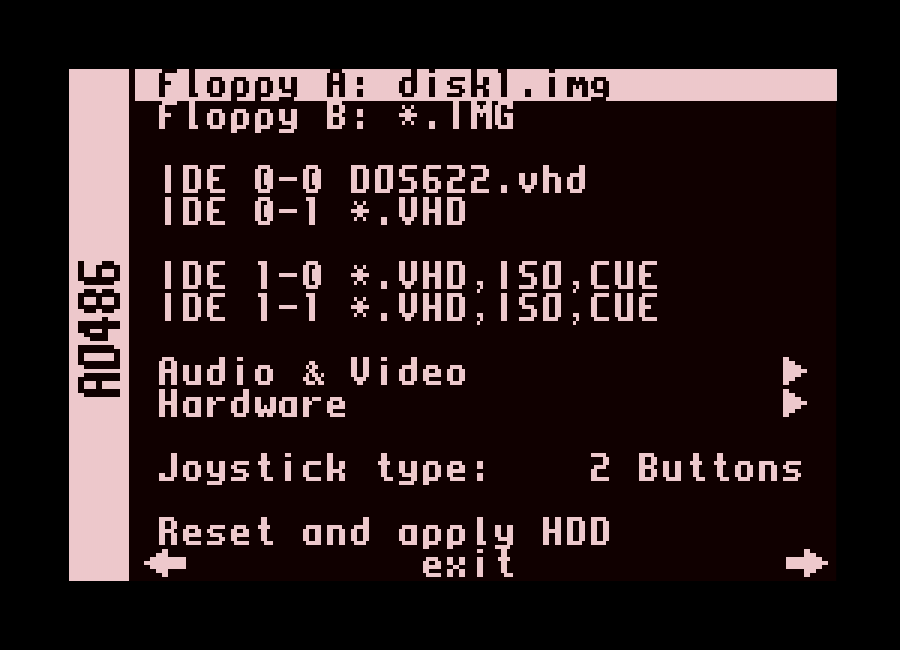 AO486
Floppy A: disk1.img
Floppy B: *.IMG
IDE 0-0 DOS622.vhd
IDE 0-1 *.VHD
IDE 1-0 *.VHD,ISO,CUE
IDE 1-1 *.VHD,ISO,CUE
Audio & Video
Hardware
Joystick type: 2 Buttons
Reset and apply HDD
exit